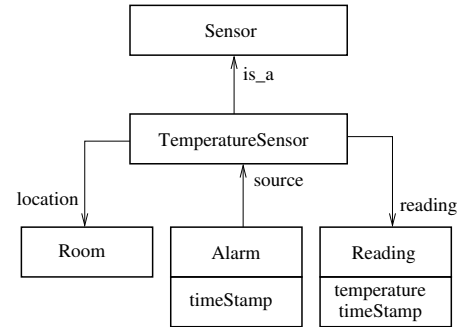 Sensor
is_a
TemperatureSensor
source
location
reading
Room
Alarm
Reading
timeStamp
temperature
timeStamp